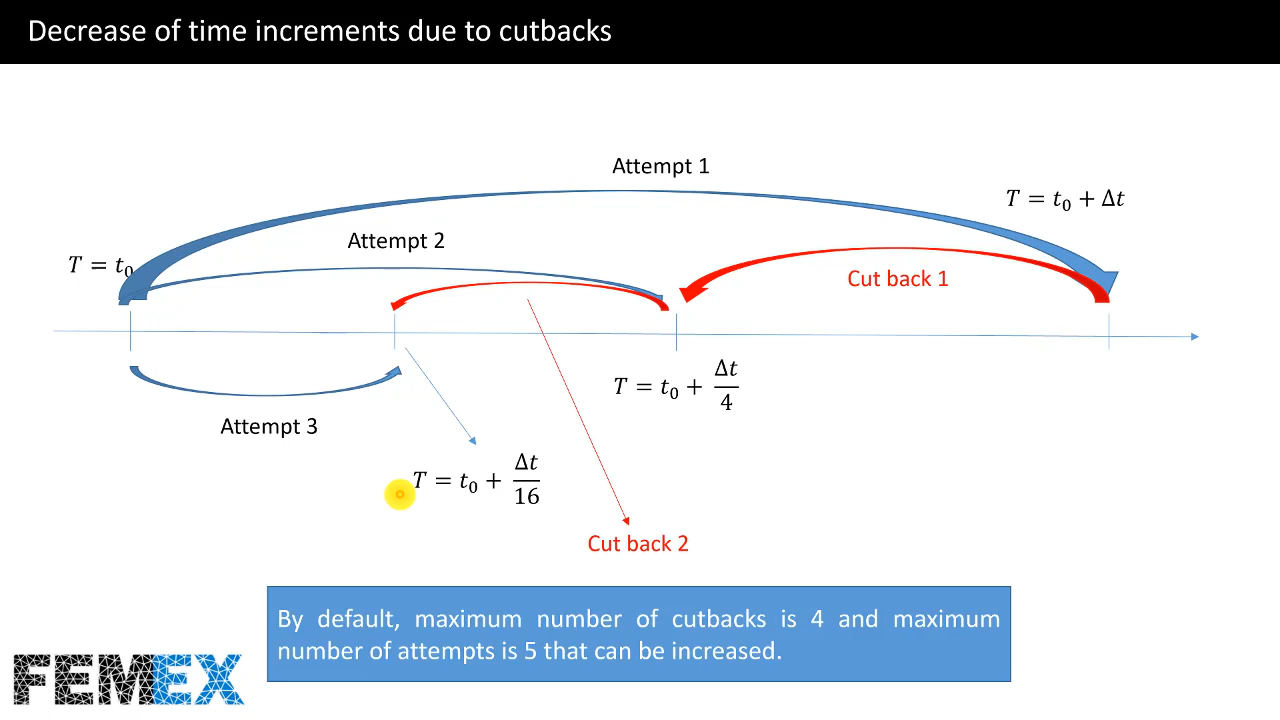 Decrease of time increments due to cutbacks
Attempt 1
T = t₀ + Δt
Attempt 2
T = t₀
Cut back 1
T = t₀ + Δt/4
Attempt 3
T = t₀ + Δt/16
Cut back 2
By default, maximum number of cutbacks is 4 and maximum
number of attempts is 5 that can be increased.
FEMEX